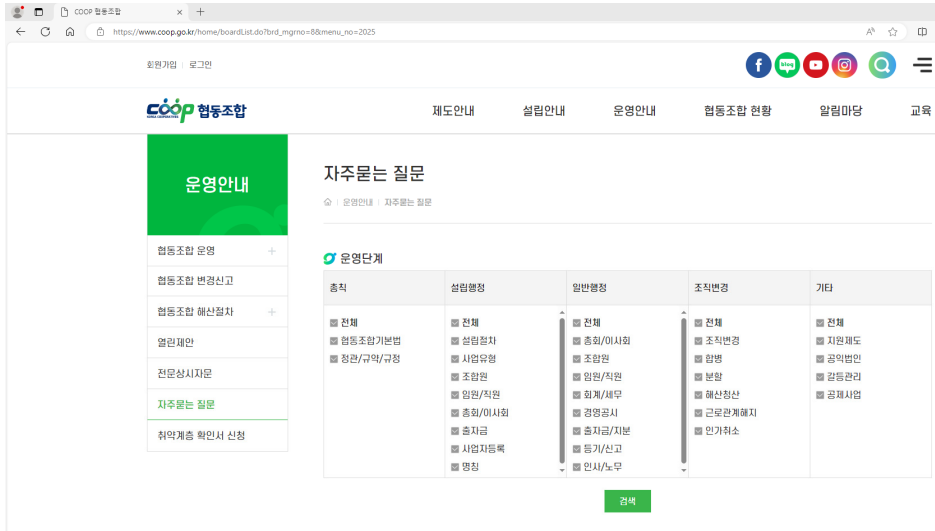 COOP 협동조합
https://www.coop.go.kr/home/boardList.do?brd_mgrno=8&menu_no=2025
회원가입 로그인
blog
coop 협동조합
제도안내 설립안내 운영안내 협동조합 현황 알림마당 교육
운영안내
협동조합 운영
협동조합 변경신고
협동조합 해산절차
열린제안
전문상시자문
자주묻는 질문
취약계층 확인서 신청
자주묻는 질문
운영안내 자주묻는 질문
운영단계
총칙
전체
협동조합기본법
정관/규약/규정
설립행정
전체
설립절차
사업유형
조합원
임원/직원
총회/이사회
출자금
사업자등록
명칭
일반행정
전체
총회/이사회
조합원
임원/직원
회계/세무
경영공시
출자금/지분
등기/신고
인사/노무
조직변경
전체
조직변경
합병
분할
해산청산
근로관계해지
인가취소
기타
전체
지원제도
공익법인
갈등관리
공제사업
검색